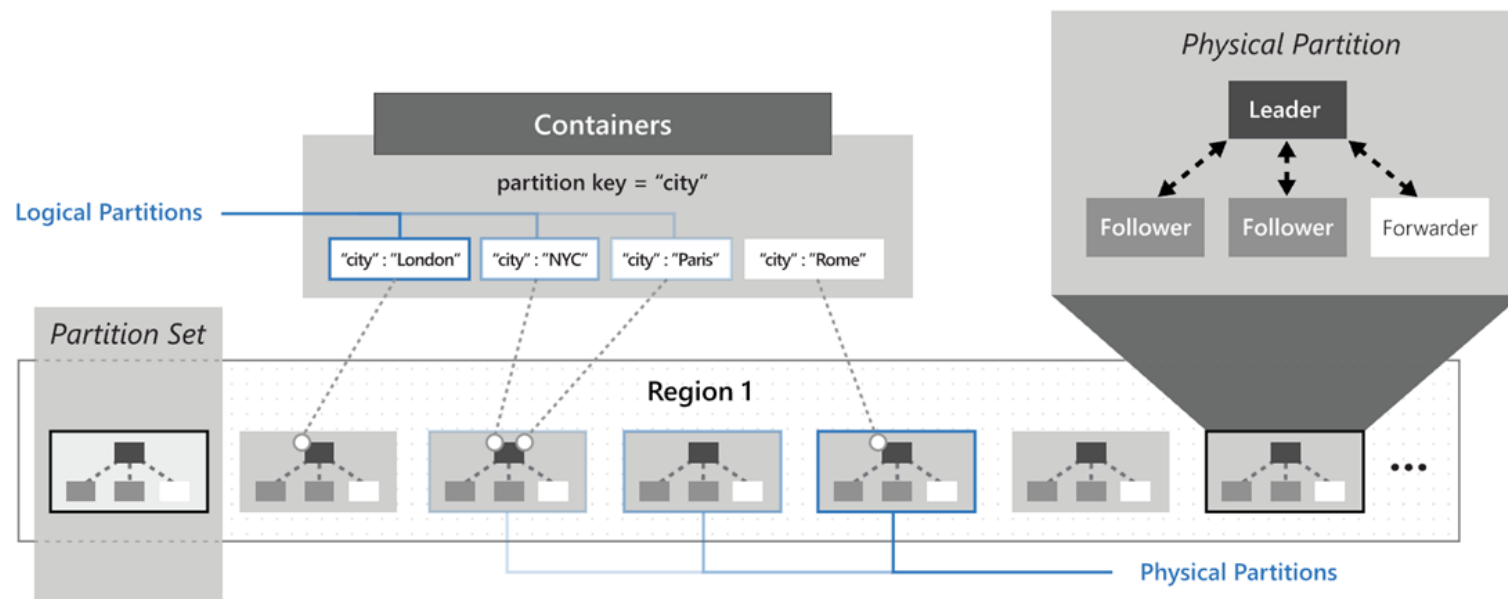 Physical Partition
Leader
Follower
Follower
Forwarder
Containers
partition key = “city”
Logical Partitions
“city” : ”London”
“city” : ”NYC”
“city” : ”Paris”
“city” : ”Rome”
Partition Set
Region 1
...
Physical Partitions